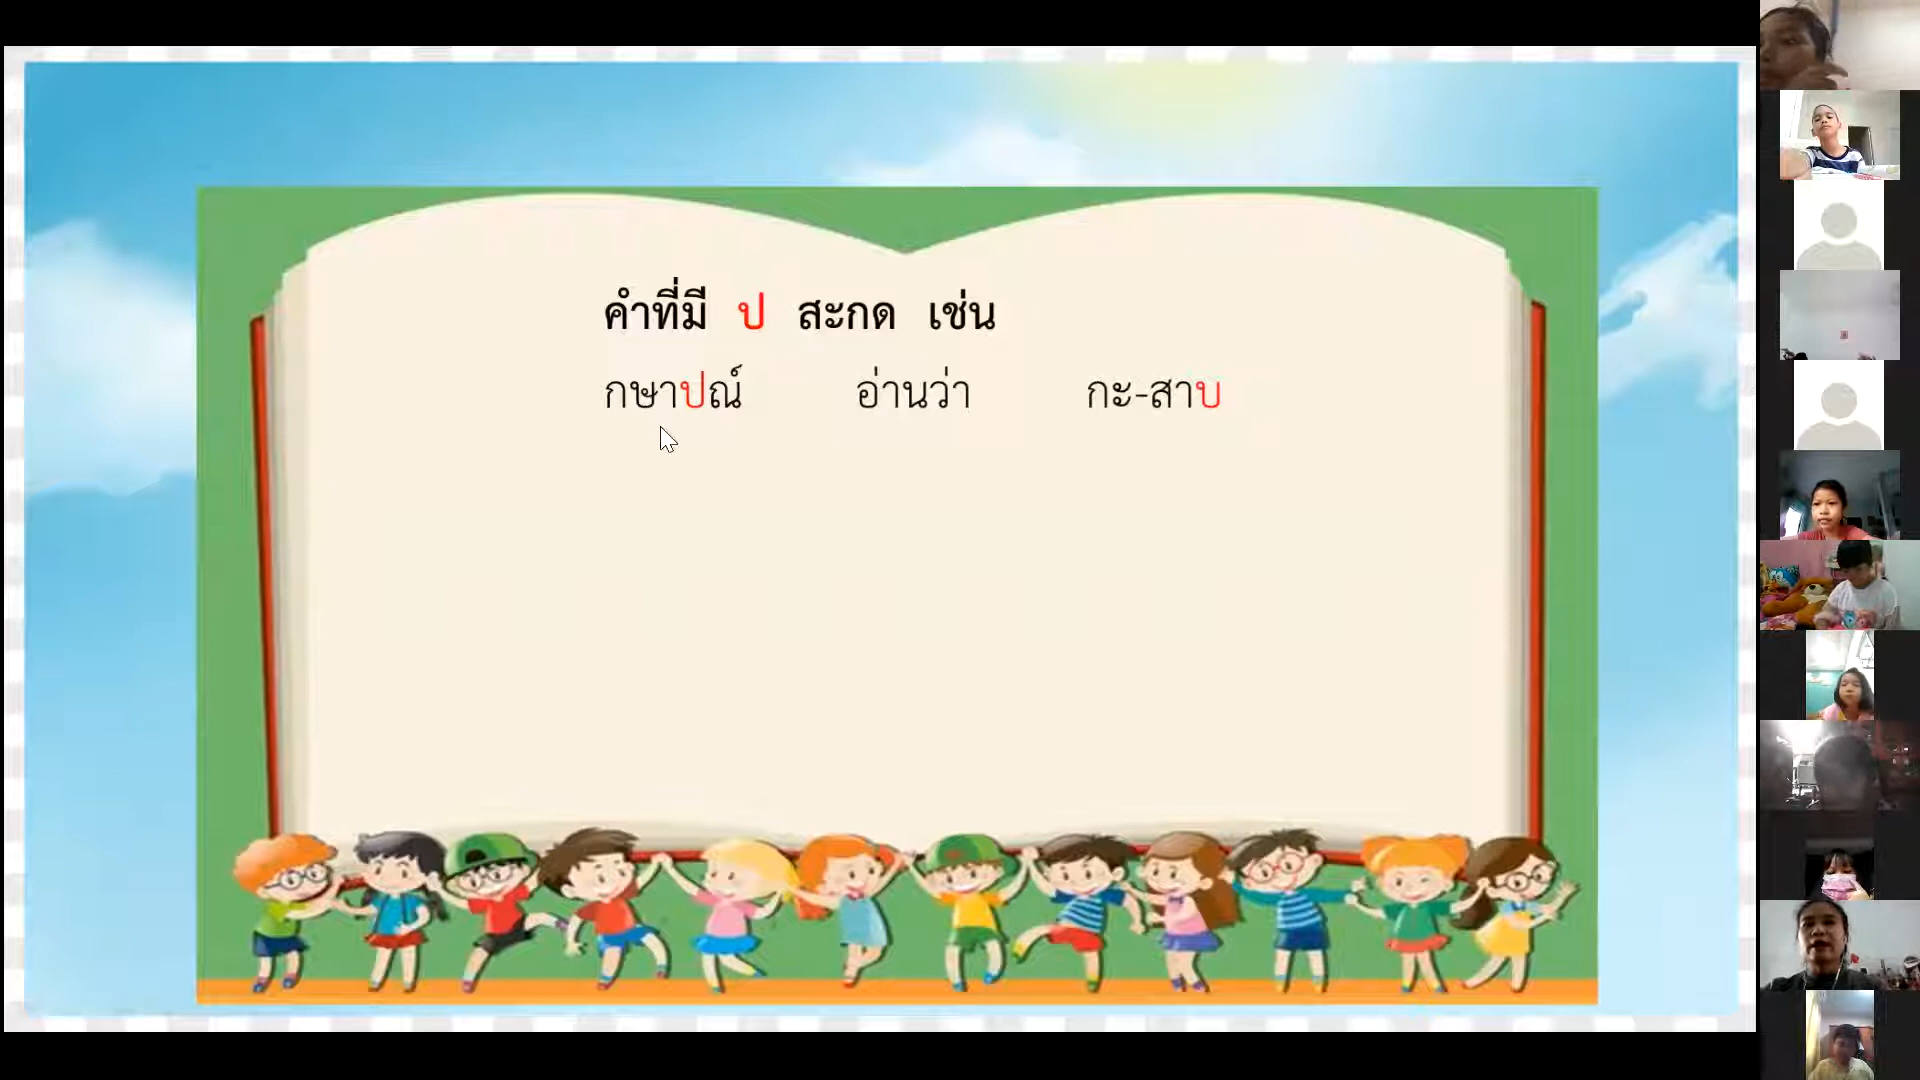 คำที่มี ป สะกด เช่น
กษาปณ์ อ่านว่า กะ-สาบ